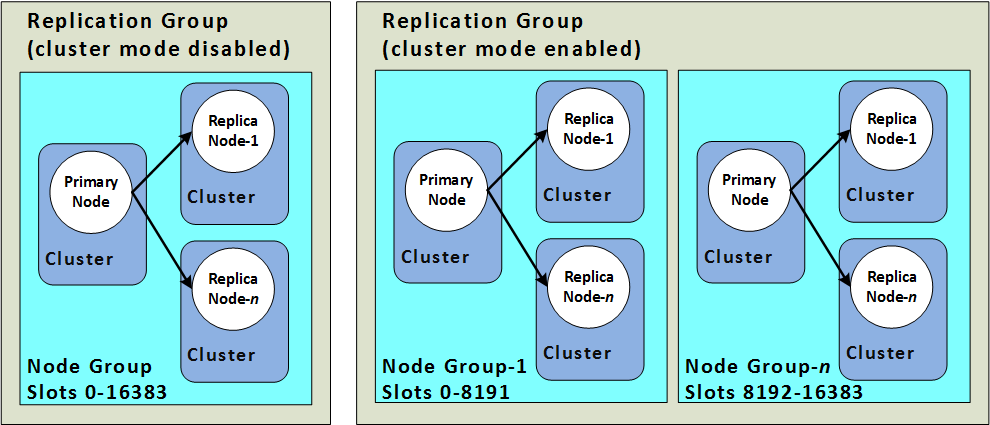 Replication Group
(cluster mode disabled)
Replica
Node-1
Cluster
Primary
Node
Cluster
Replica
Node-n
Cluster
Node Group
Slots 0-16383
Replication Group
(cluster mode enabled)
Replica
Node-1
Cluster
Primary
Node
Cluster
Replica
Node-n
Cluster
Node Group-1
Slots 0-8191
Replica
Node-1
Cluster
Primary
Node
Cluster
Replica
Node-n
Cluster
Node Group-n
Slots 8192-16383